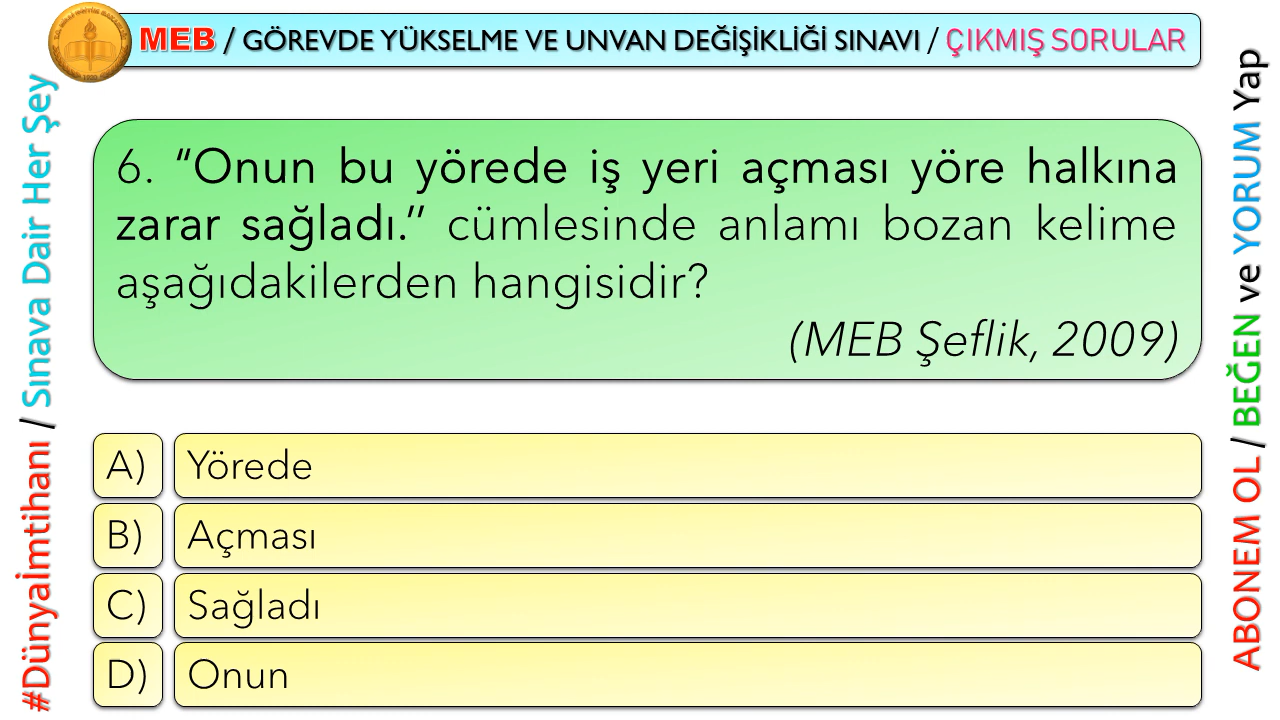 MEB / GÖREVDE YÜKSELME VE UNVAN DEĞİŞİKLİĞİ SINAVI / ÇIKMIŞ SORULAR
#Dünyaimtihanı / Sınava Dair Her Şey
6. “Onun bu yörede iş yeri açması yöre halkına
zarar sağladı.” cümlesinde anlamı bozan kelime
aşağıdakilerden hangisidir?
(MEB Şeflik, 2009)
A) Yörede
B) Açması
C) Sağladı
D) Onun
ABONEM OL / BEĞEN ve YORUM Yap